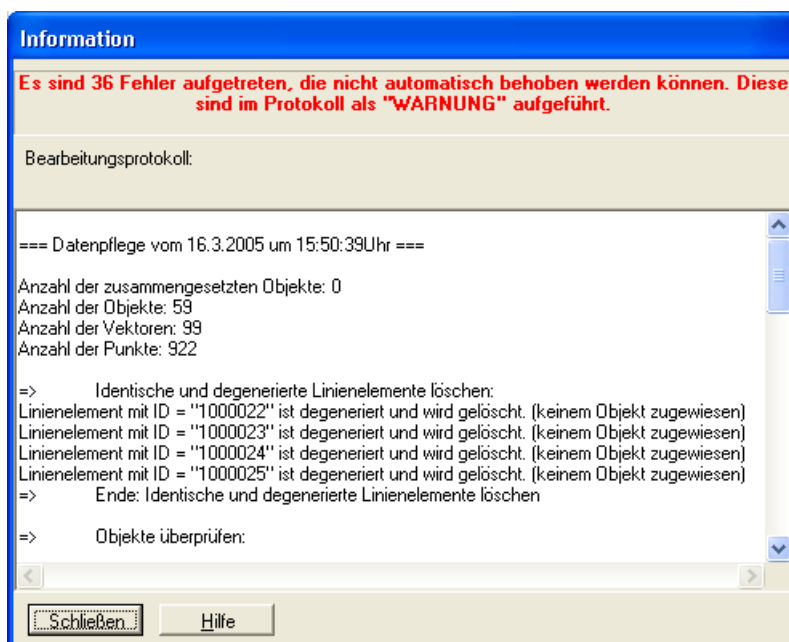 Information
Es sind 36 Fehler aufgetreten, die nicht automatisch behoben werden können. Diese
sind im Protokoll als "WARNUNG" aufgeführt.
Bearbeitungsprotokoll:
=== Datenpflege vom 16.3.2005 um 15:50:39Uhr ===
Anzahl der zusammengesetzten Objekte: 0
Anzahl der Objekte: 59
Anzahl der Vektoren: 99
Anzahl der Punkte: 922
=> Identische und degenerierte Linienelemente löschen:
Linienelement mit ID = "1000022" ist degeneriert und wird gelöscht. (keinem Objekt zugewiesen)
Linienelement mit ID = "1000023" ist degeneriert und wird gelöscht. (keinem Objekt zugewiesen)
Linienelement mit ID = "1000024" ist degeneriert und wird gelöscht. (keinem Objekt zugewiesen)
Linienelement mit ID = "1000025" ist degeneriert und wird gelöscht. (keinem Objekt zugewiesen)
=> Ende: Identische und degenerierte Linienelemente löschen
=> Objekte überprüfen:
Schließen Hilfe